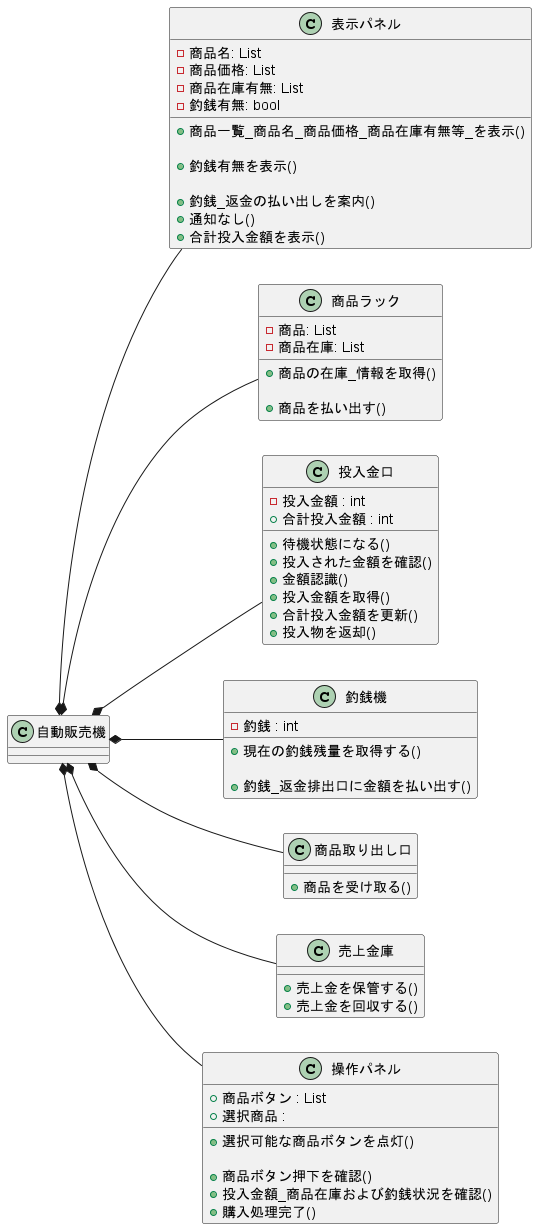 C 表示パネル
商品名: List
商品価格: List
商品在庫有無: List
釣銭有無: bool
商品一覧_商品名_商品価格_商品在庫有無等_を表示()
釣銭有無を表示()
釣銭_返金の払い出しを案内()
通知なし()
合計投入金額を表示()
C 商品ラック
商品: List
商品在庫: List
商品の在庫_情報を取得()
商品を払い出す()
C 投入金口
投入金額 : int
合計投入金額 : int
待機状態になる()
投入された金額を確認()
金額認識()
投入金額を取得()
合計投入金額を更新()
投入物を返却()
C 自動販売機
C 釣銭機
釣銭 : int
現在の釣銭残量を取得する()
釣銭_返金排出口に金額を払い出す()
C 商品取り出し口
商品を受け取る()
C 売上金庫
売上金を保管する()
売上金を回収する()
C 操作パネル
商品ボタン : List
選択商品 :
選択可能な商品ボタンを点灯()
商品ボタン押下を確認()
投入金額_商品在庫および釣銭状況を確認()
購入処理完了()